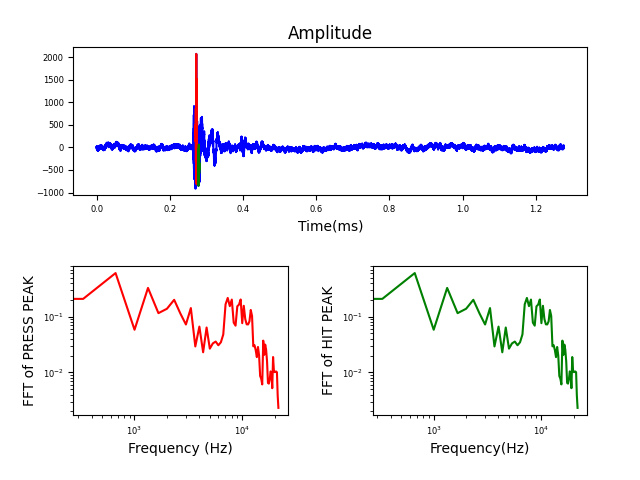 Amplitude
2000
1500
1000
500
0
−500
−1000
0.0 0.2 0.4 0.6 0.8 1.0 1.2
Time(ms)
FFT of PRESS PEAK
10⁻¹
10⁻²
10³ 10⁴
Frequency (Hz)
FFT of HIT PEAK
10⁻¹
10⁻²
10³ 10⁴
Frequency(Hz)